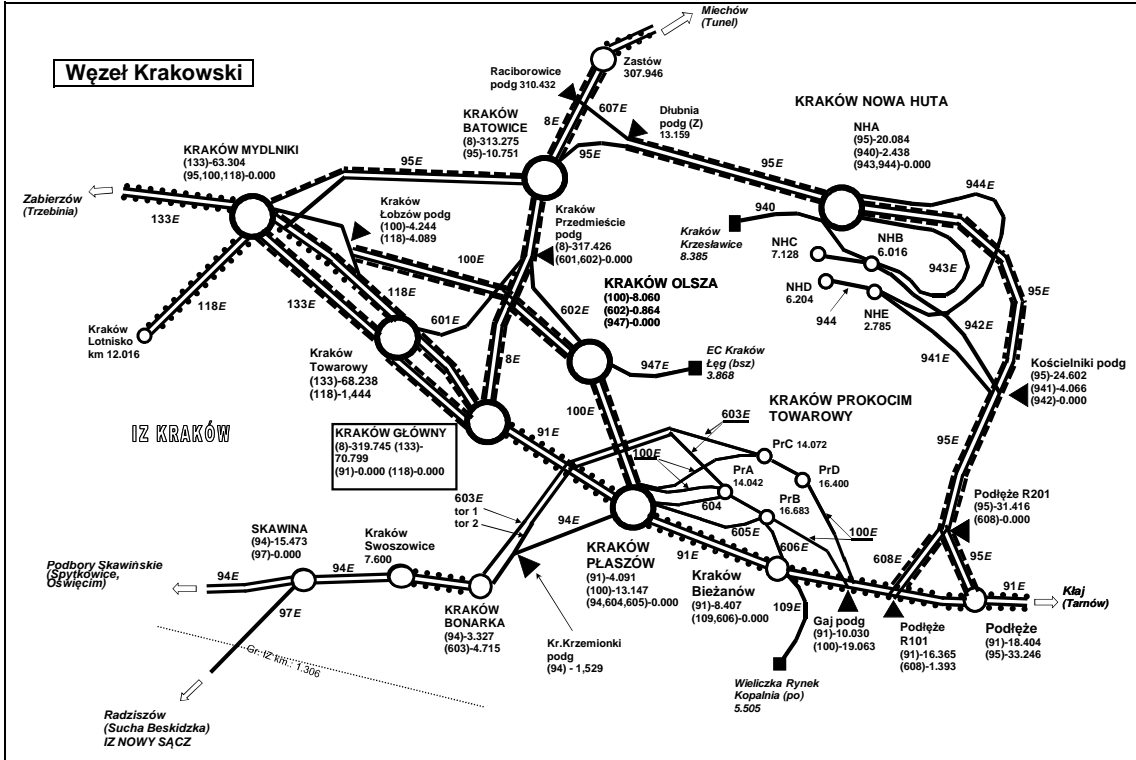 Miechów
(Tunel)
Węzeł Krakowski
Zastów
307.946
Raciborowice
podg 310.432
607E
8E
Dłubnia
podg (Z)
13.159
KRAKÓW NOWA HUTA
KRAKÓW
BATOWICE
(8)-313.275
(95)-10.751
NHA
(95)-20.084
(940)-2.438
(943,944)-0.000
KRAKÓW MYDLNIKI
(133)-63.304
(95,100,118)-0.000
95E
95E
95E
944E
Zabierzów
(Trzebinia)
133E
Kraków
Łobzów podg
(100)-4.244
(118)-4.089
Kraków
Przedmieście
podg
(8)-317.426
(601,602)-0.000
940
Kraków
Krzesławice
8.385
NHC
7.128
NHB
6.016
943E
NHD
6.204
NHE
2.785
944
942E
941E
95E
100E
KRAKÓW OLSZA
(100)-8.060
(602)-0.864
(947)-0.000
118E
133E
118E
601E
602E
8E
Kraków
Lotnisko
km 12.016
Kraków
Towarowy
(133)-68.238
(118)-1,444
947E
EC Kraków
Łęg (bsz)
3.868
Kościelniki podg
(95)-24.602
(941)-4.066
(942)-0.000
IZ KRAKÓW
KRAKÓW GŁÓWNY
(8)-319.745 (133)-
70.799
(91)-0.000 (118)-0.000
91E
100E
KRAKÓW PROKOCIM
TOWAROWY
603E
95E
100E
PrC 14.072
PrA
14.042
PrD
16.400
604
PrB
16.683
603E
tor 1
tor 2
94E
605E
606E
100E
91E
Podłęże R201
(95)-31.416
(608)-0.000
608E
95E
SKAWINA
(94)-15.473
(97)-0.000
Kraków
Swoszowice
7.600
Podbory Skawińskie
(Spytkowice,
Oświęcim)
94E
94E
97E
KRAKÓW
BONARKA
(94)-3.327
(603)-4.715
Kr.Krzemionki
podg
(94) - 1,529
KRAKÓW
PŁASZÓW
(91)-4.091
(100)-13.147
(94,604,605)-0.000
Kraków
Bieżanów
(91)-8.407
(109,606)-0.000
109E
Gaj podg
(91)-10.030
(100)-19.063
Podłęże
R101
(91)-16.365
(608)-1.393
Podłęże
(91)-18.404
(95)-33.246
91E
Kłaj
(Tarnów)
Gr. IZ km.: 1.306
Wieliczka Rynek
Kopalnia (po)
5.505
Radziszów
(Sucha Beskidzka)
IZ NOWY SĄCZ